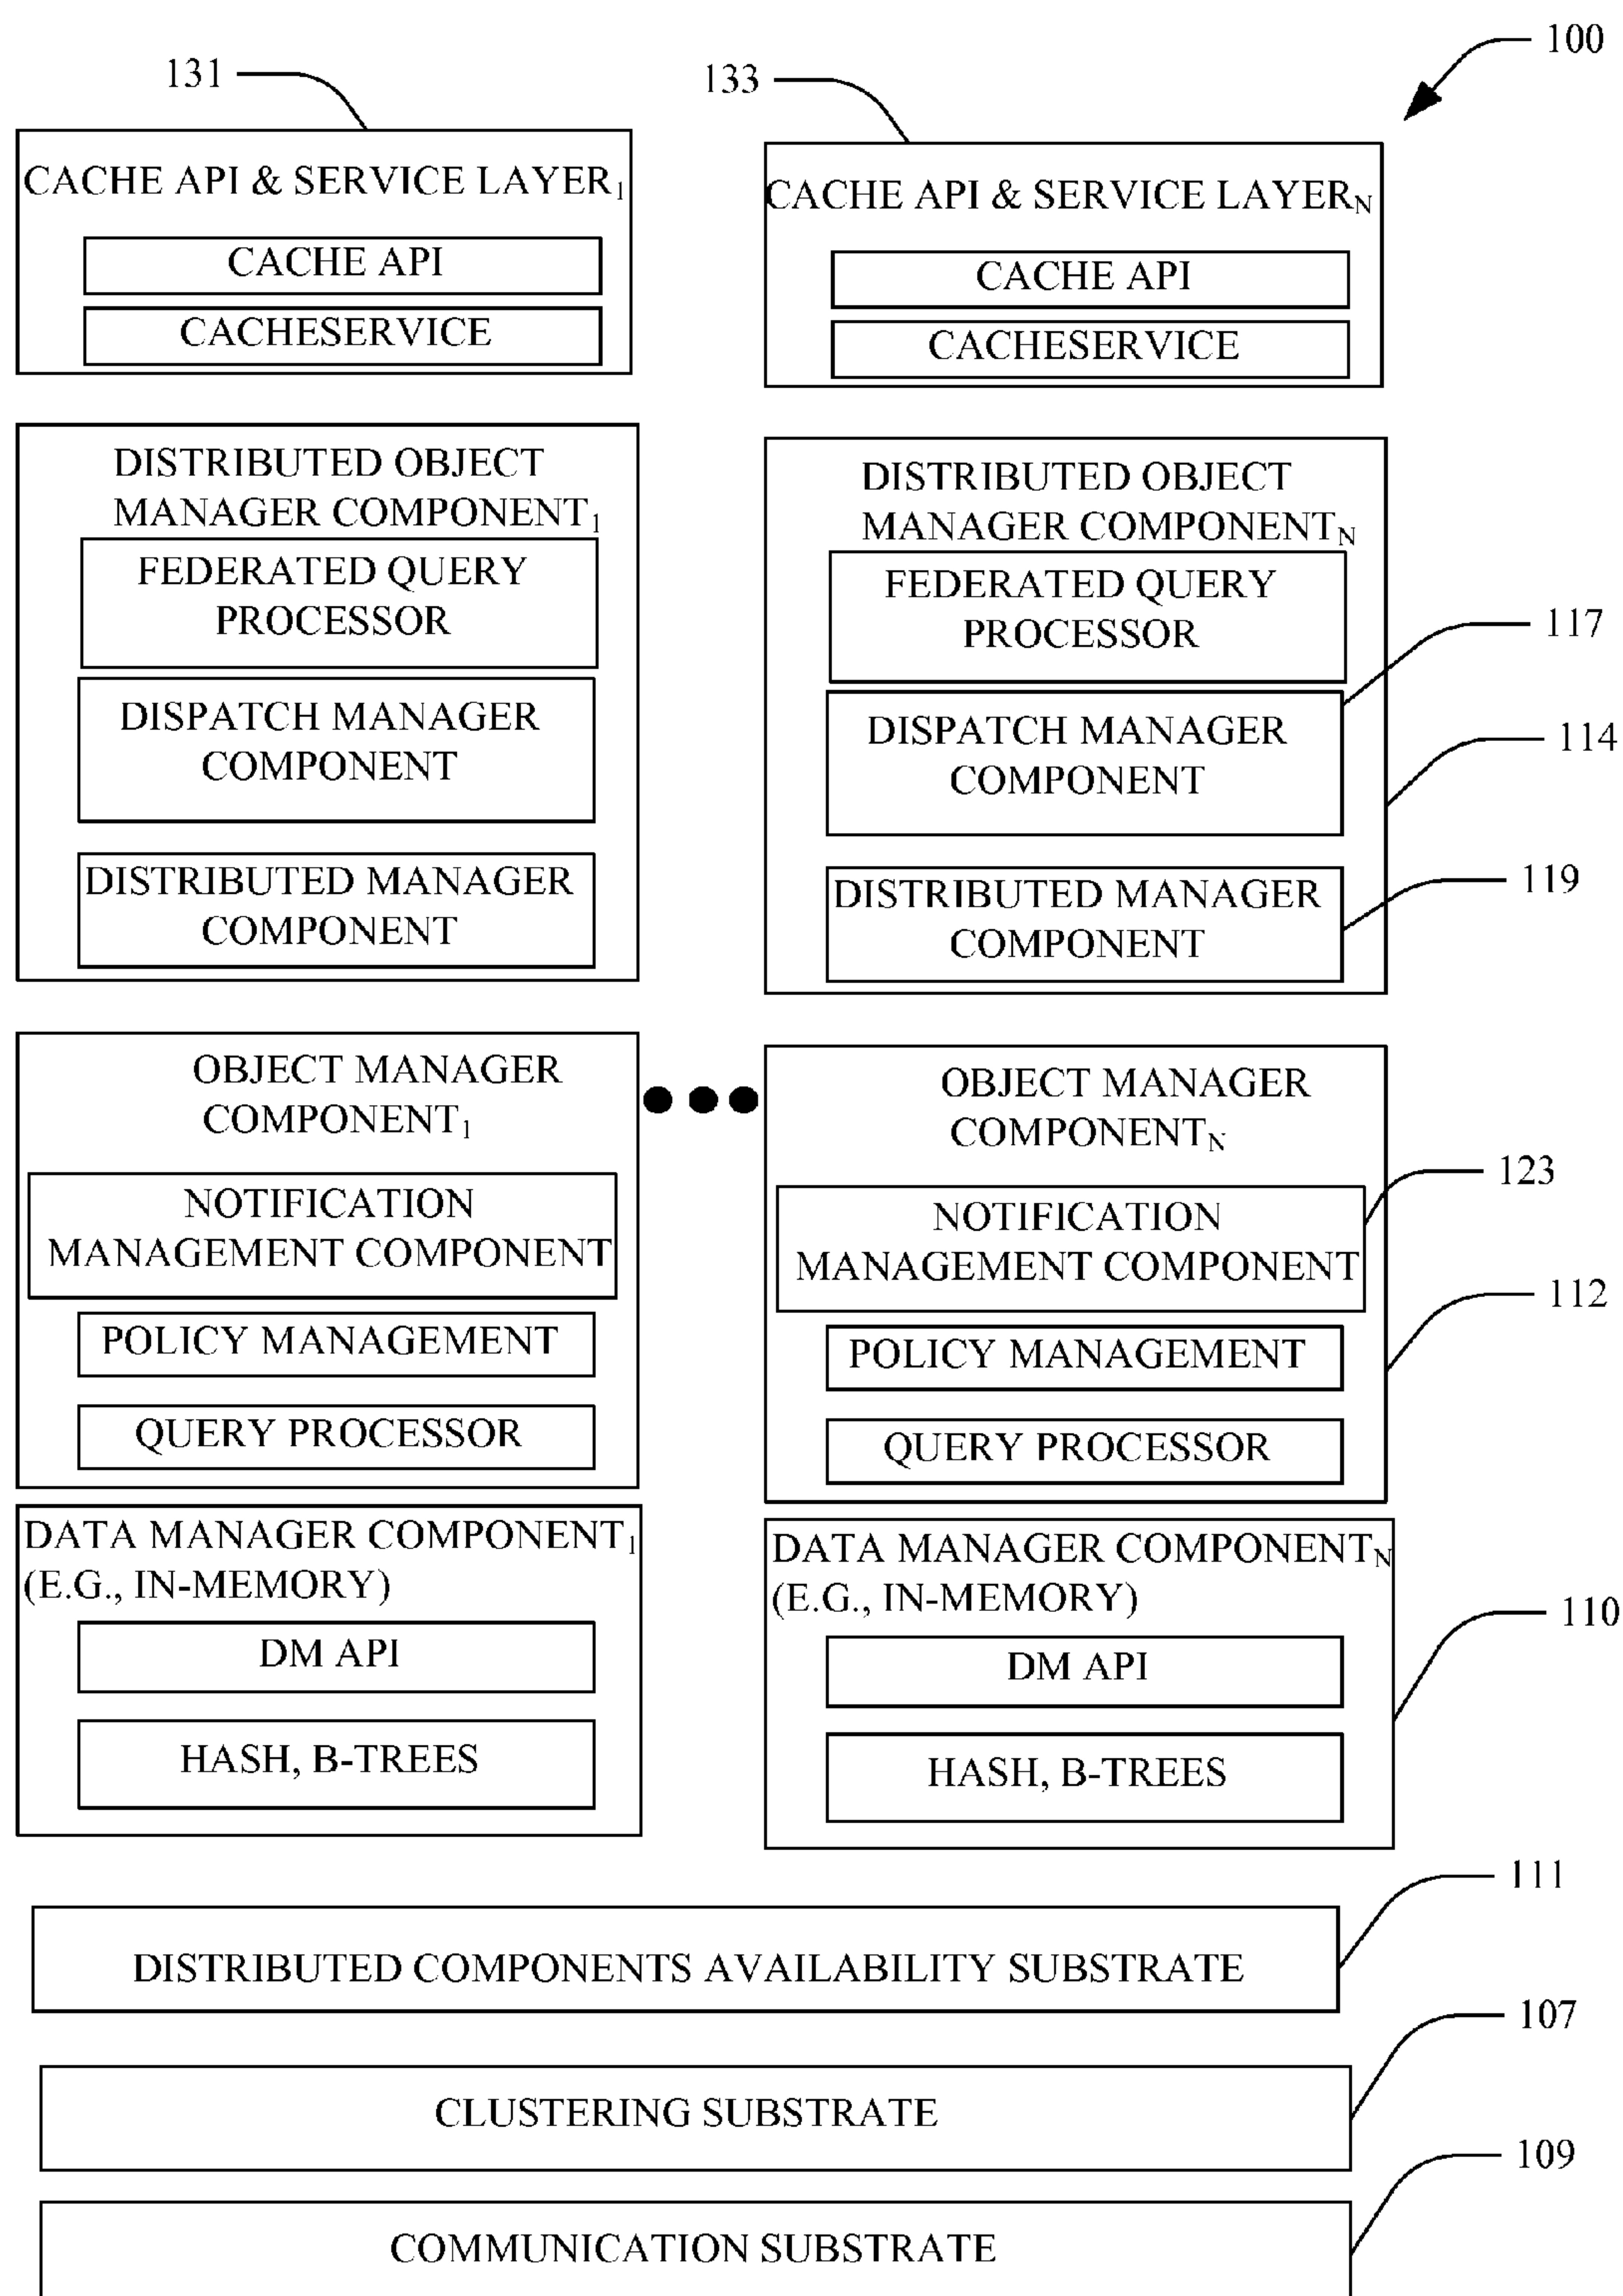 100
131
133
CACHE API & SERVICE LAYER1
CACHE API
CACHESERVICE
CACHE API & SERVICE LAYERN
CACHE API
CACHESERVICE
DISTRIBUTED OBJECT
MANAGER COMPONENT1
FEDERATED QUERY
PROCESSOR
DISPATCH MANAGER
COMPONENT
DISTRIBUTED MANAGER
COMPONENT
DISTRIBUTED OBJECT
MANAGER COMPONENTN
FEDERATED QUERY
PROCESSOR
DISPATCH MANAGER
COMPONENT
DISTRIBUTED MANAGER
COMPONENT
117
114
119
OBJECT MANAGER
COMPONENT1
NOTIFICATION
MANAGEMENT COMPONENT
POLICY MANAGEMENT
QUERY PROCESSOR
OBJECT MANAGER
COMPONENTN
NOTIFICATION
MANAGEMENT COMPONENT
POLICY MANAGEMENT
QUERY PROCESSOR
123
112
DATA MANAGER COMPONENT1
(E.G., IN-MEMORY)
DM API
HASH, B-TREES
DATA MANAGER COMPONENTN
(E.G., IN-MEMORY)
DM API
HASH, B-TREES
110
111
DISTRIBUTED COMPONENTS AVAILABILITY SUBSTRATE
107
CLUSTERING SUBSTRATE
109
COMMUNICATION SUBSTRATE